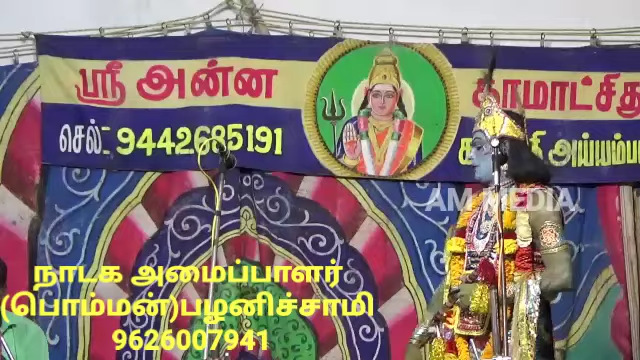 ஸ்ரீ அன்ன காமாட்சி
செல்: 9442685191 அய்யம்
AM MEDIA
நாடக அமைப்பாளர்
(பொம்மன்)பழனிச்சாமி
9626007941